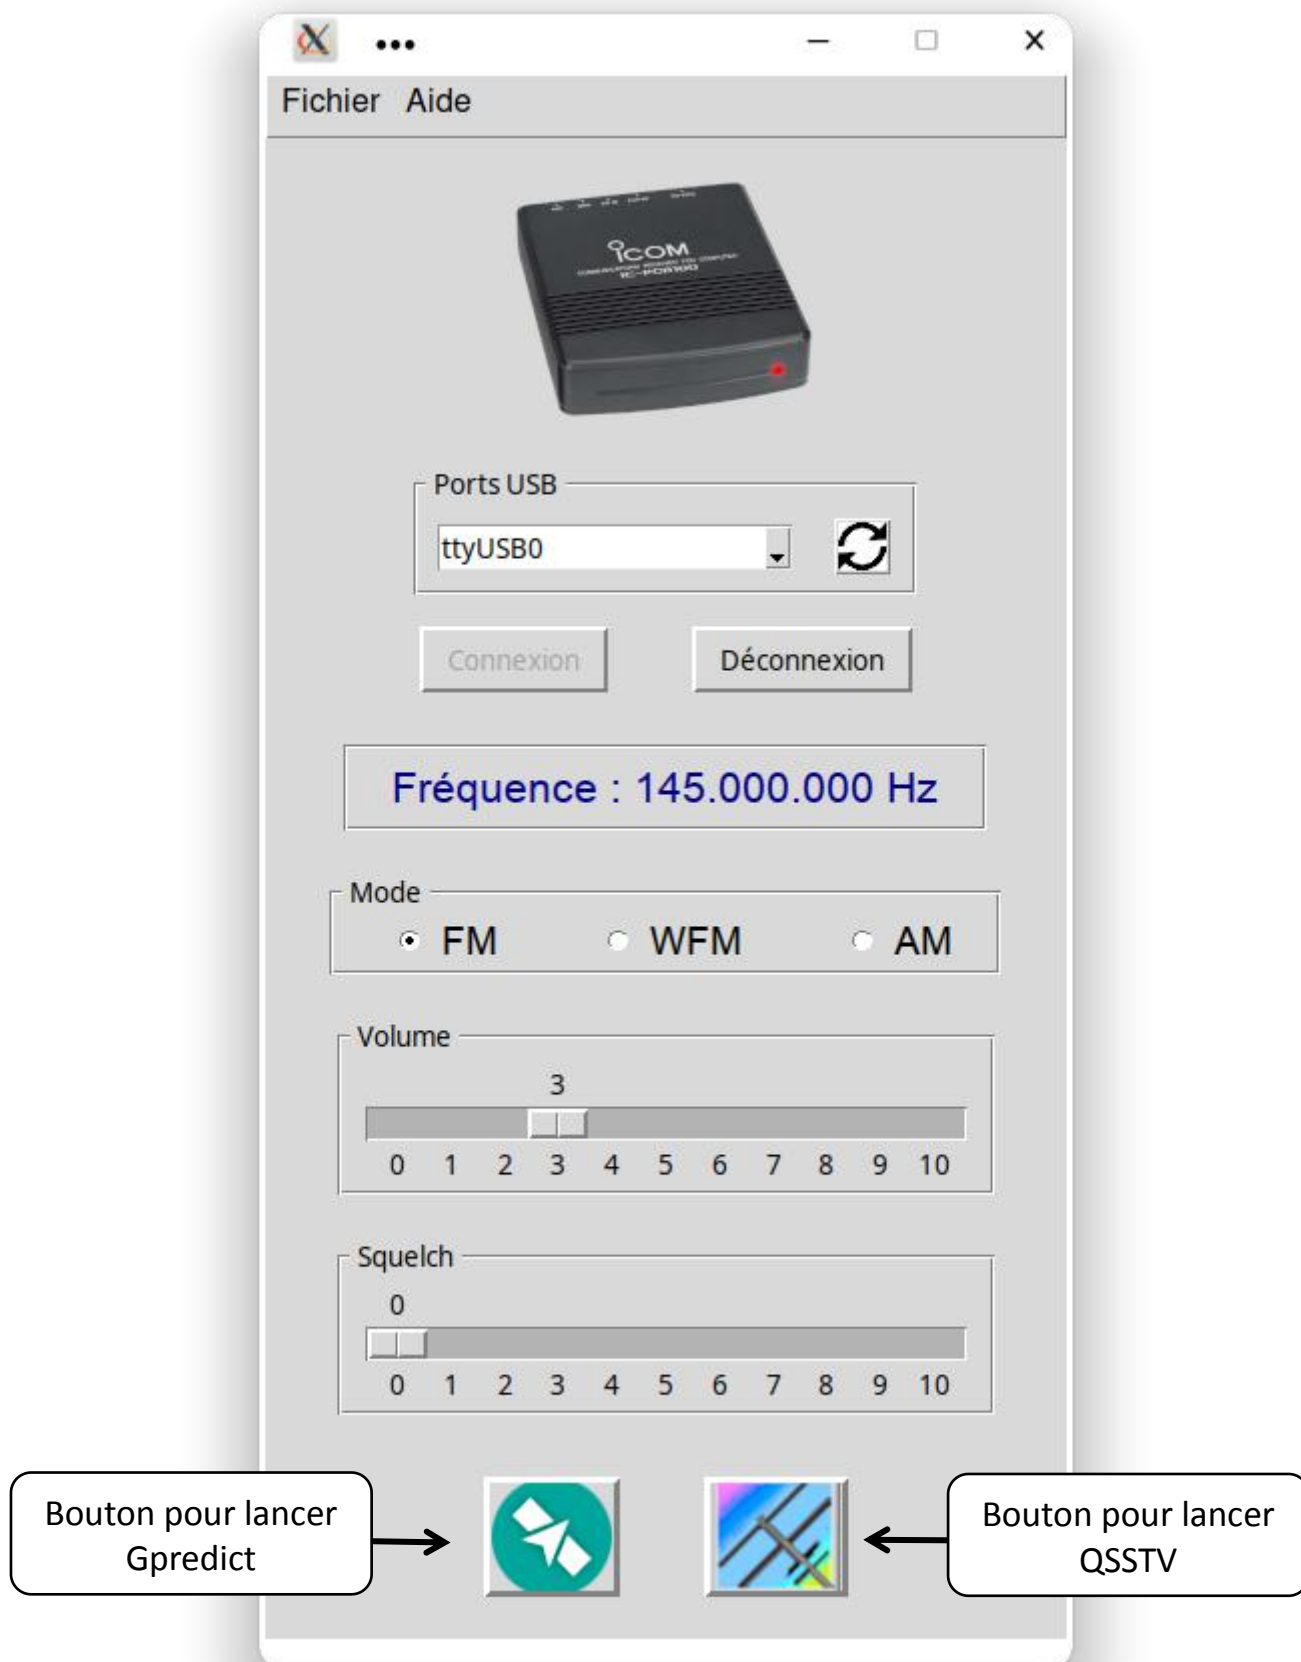 •••
Fichier Aide
ICOM
IC-PCR100
Ports USB
ttyUSB0
Connexion Déconnexion
Fréquence : 145.000.000 Hz
Mode
FM WFM AM
Volume
3
0 1 2 3 4 5 6 7 8 9 10
Squelch
0
0 1 2 3 4 5 6 7 8 9 10
Bouton pour lancer
Gpredict
Bouton pour lancer
QSSTV